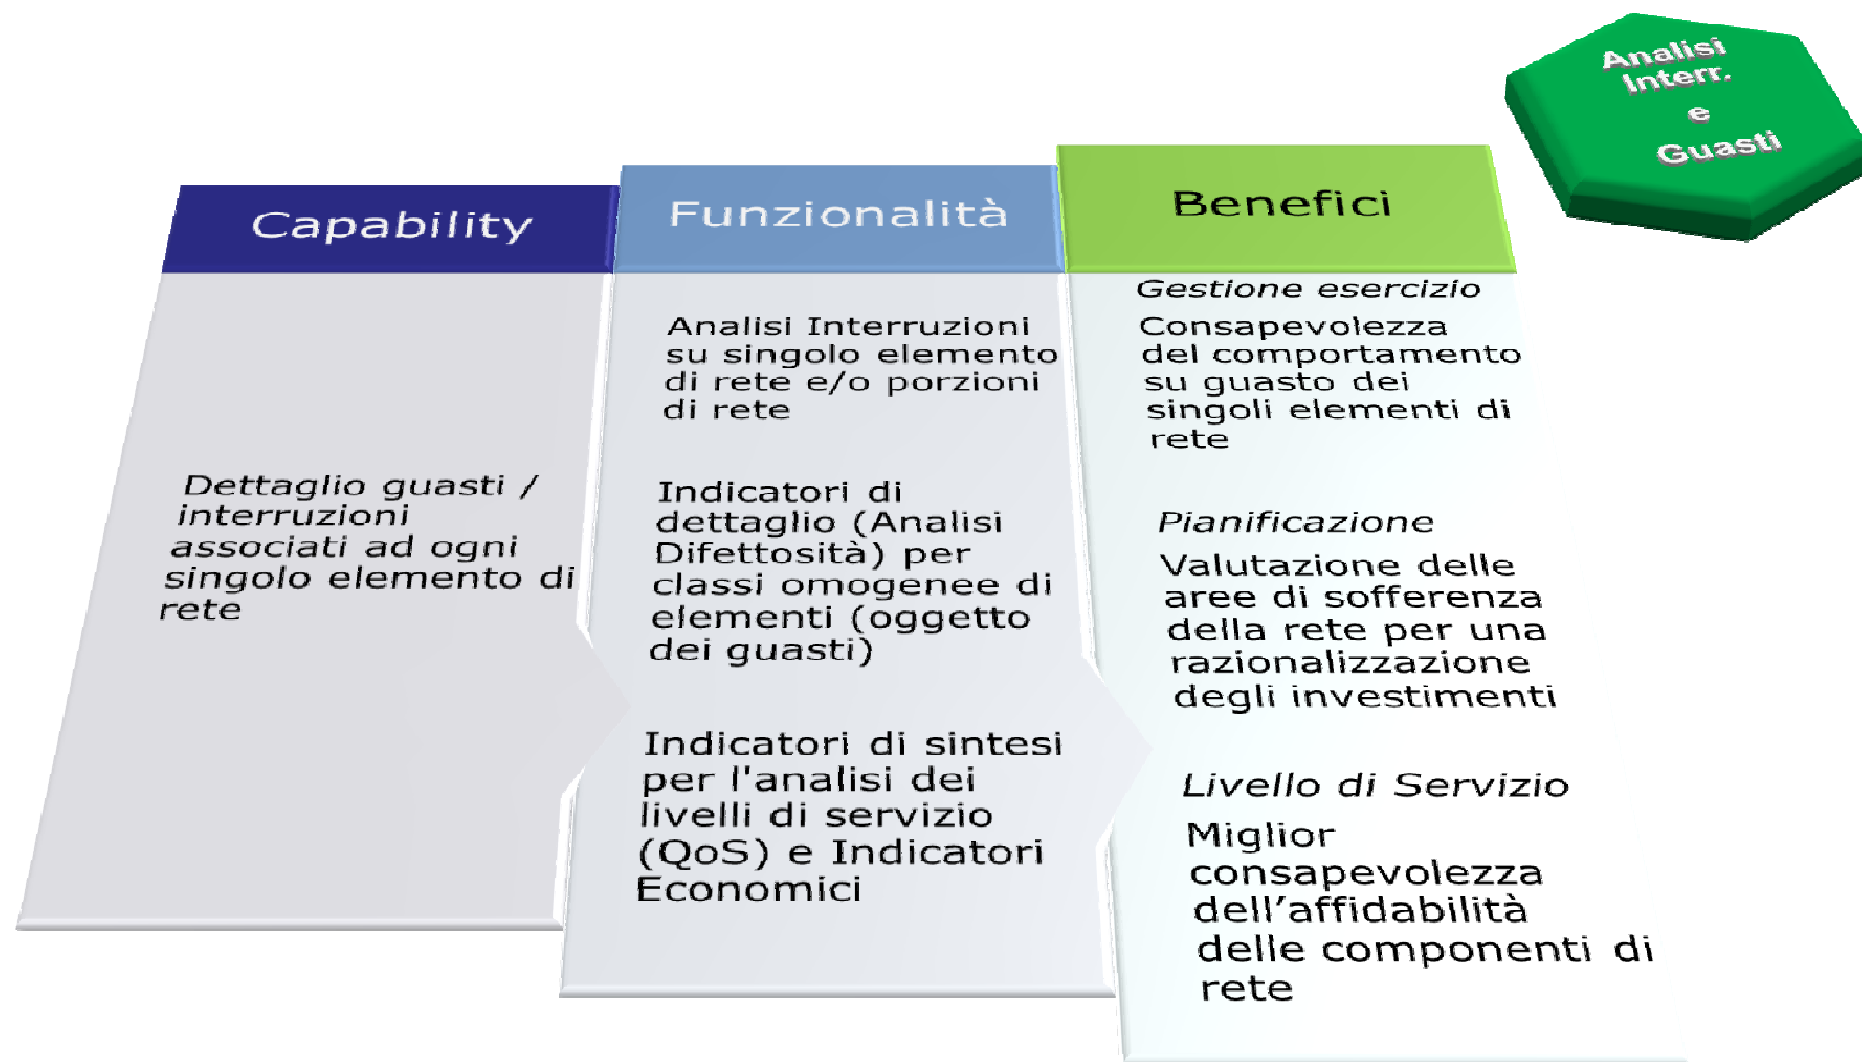 Analisi
Interr.
e
Guasti
Capability
Funzionalità
Benefici
Dettaglio guasti /
interruzioni
associati ad ogni
singolo elemento di
rete
Analisi Interruzioni
su singolo elemento
di rete e/o porzioni
di rete
Indicatori di
dettaglio (Analisi
Difettosità) per
classi omogenee di
elementi (oggetto
dei guasti)
Indicatori di sintesi
per l'analisi dei
livelli di servizio
(QoS) e Indicatori
Economici
Gestione esercizio
Consapevolezza
del comportamento
su guasto dei
singoli elementi di
rete
Pianificazione
Valutazione delle
aree di sofferenza
della rete per una
razionalizzazione
degli investimenti
Livello di Servizio
Miglior
consapevolezza
dell’affidabilità
delle componenti di
rete